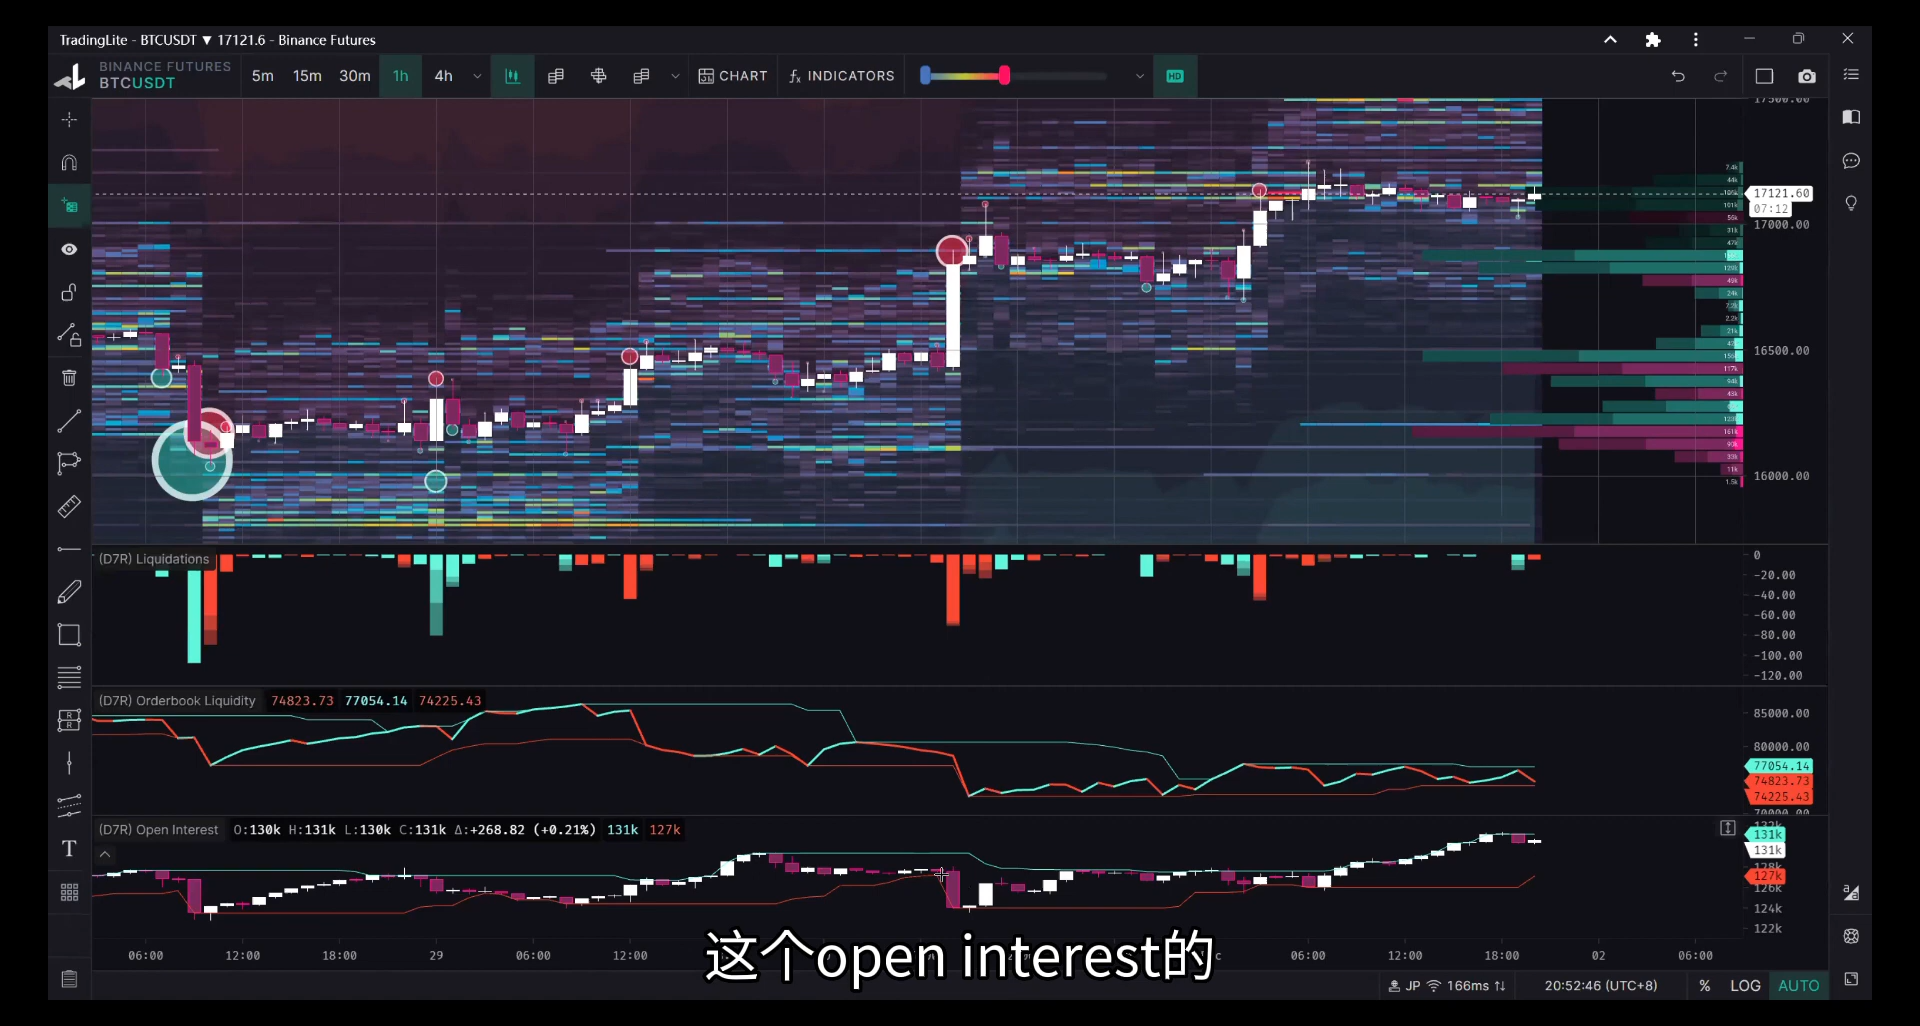 TradingLite - BTCUSDT ▼ 17121.6 - Binance Futures
BINANCE FUTURES
BTCUSDT
5m 15m 30m 1h 4h CHART fx INDICATORS HD
17121.60
07:12
17000.00
16500.00
16000.00
(D7R) Liquidations
0
-20.00
-40.00
-60.00
-80.00
-100.00
-120.00
(D7R) Orderbook Liquidity 74823.73 77054.14 74225.43
85000.00
80000.00
77054.14
74823.73
74225.43
(D7R) Open Interest O:130k H:131k L:130k C:131k Δ:+268.82 (+0.21%) 131k 127k
131k
131k
127k
126k
124k
122k
06:00 12:00 18:00 29 06:00 12:00 06:00 12:00 18:00 02 06:00
这个open interest的
JP 166ms 20:52:46 (UTC+8) % LOG AUTO